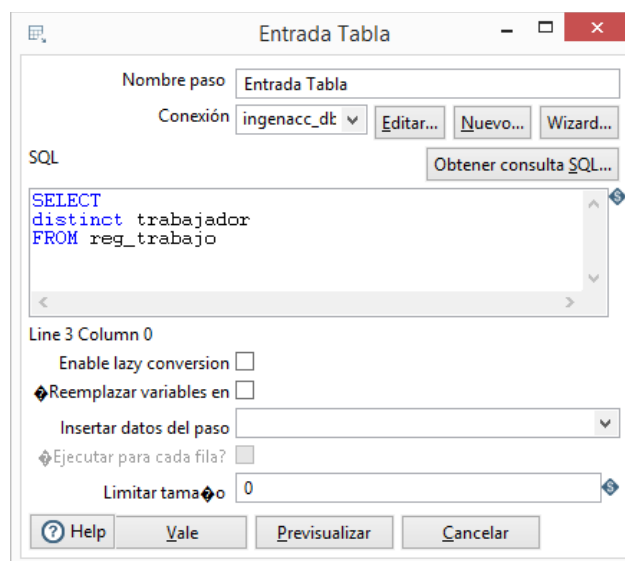 Entrada Tabla
Nombre paso Entrada Tabla
Conexión ingenacc_db Editar... Nuevo... Wizard...
SQL
Obtener consulta SQL...
SELECT
distinct trabajador
FROM reg_trabajo
Line 3 Column 0
Enable lazy conversion
�Reemplazar variables en
Insertar datos del paso
�Ejecutar para cada fila?
Limitar tama�o 0
Help Vale Previsualizar Cancelar